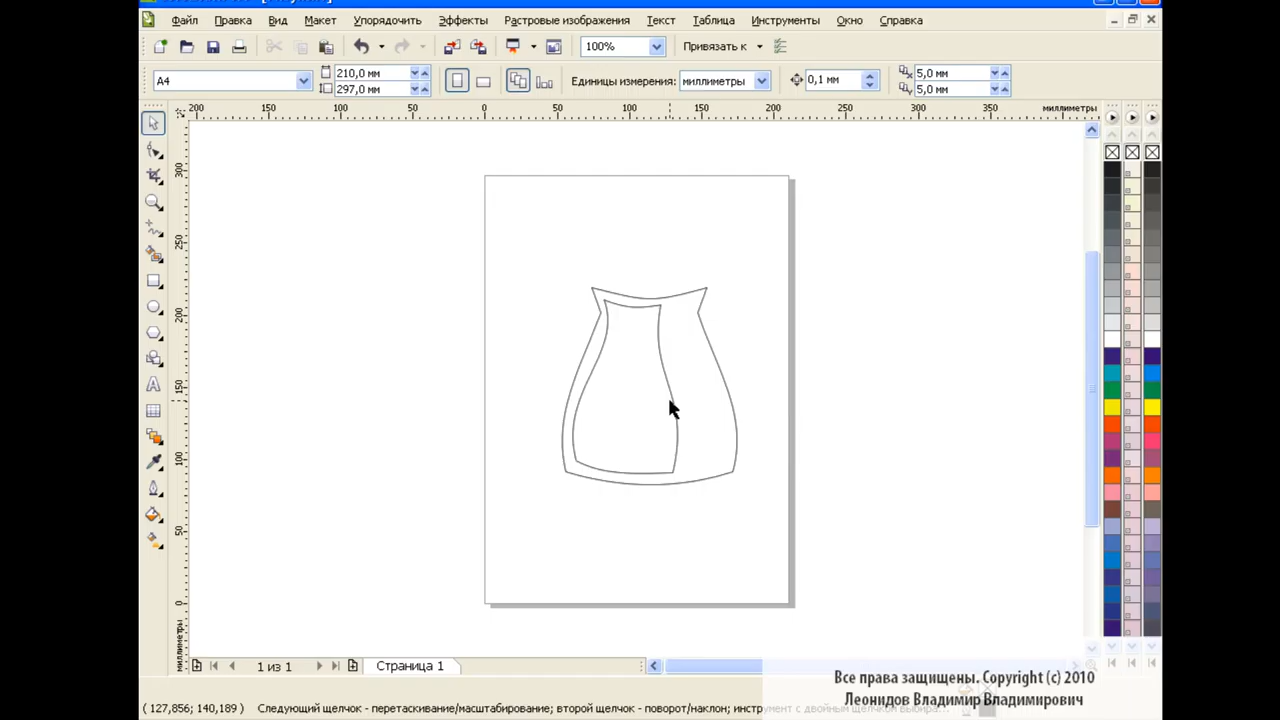 Файл Правка Вид Макет Упорядочить Эффекты Растровые изображения Текст Таблица Инструменты Окно Справка
100% Привязать к
A4 210,0 мм 297,0 мм Единицы измерения: миллиметры 0,1 мм 5,0 мм 5,0 мм
200 150 100 50 0 50 100 150 200 250 300 350 миллиметры
300
250
200
150
100
50
0
миллиметры
1 из 1 Страница 1
Все права защищены. Copyright (c) 2010
Леонидов Владимир Владимирович
( 127,856; 140,189 ) Следующий щелчок - перетаскивание/масштабирование; второй щелчок - поворот/наклон; инструмент с двойным щелчком